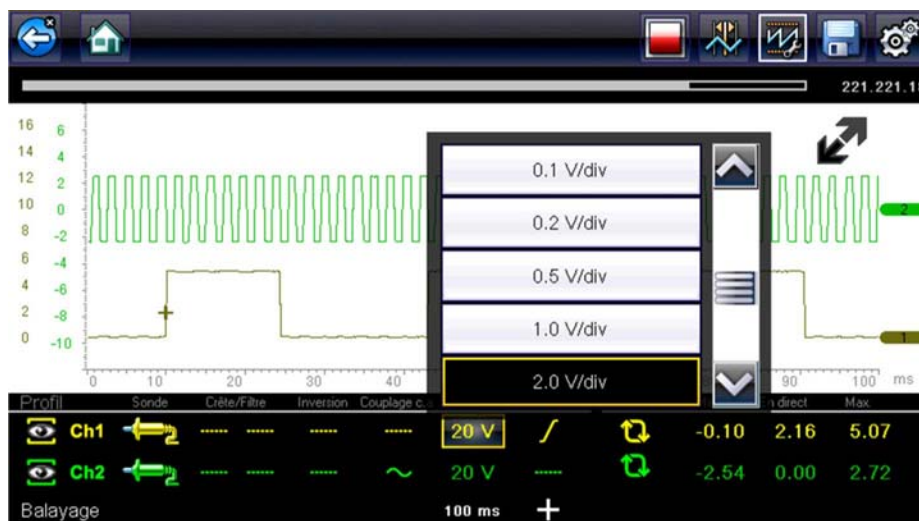 221.221.1
16 6
14 4
12 2
10 0
8 -2
6 -4
4 -6
2 -8
0 -10
0.1 V/div
0.2 V/div
0.5 V/div
1.0 V/div
2.0 V/div
2
1
0 10 20 30 40 90 100 ms
Profil Sonde Crête/Filtre Inversion Couplage c.a direct Max.
Ch1 20 V -0.10 2.16 5.07
Ch2 20 V -2.54 0.00 2.72
Balayage 100 ms